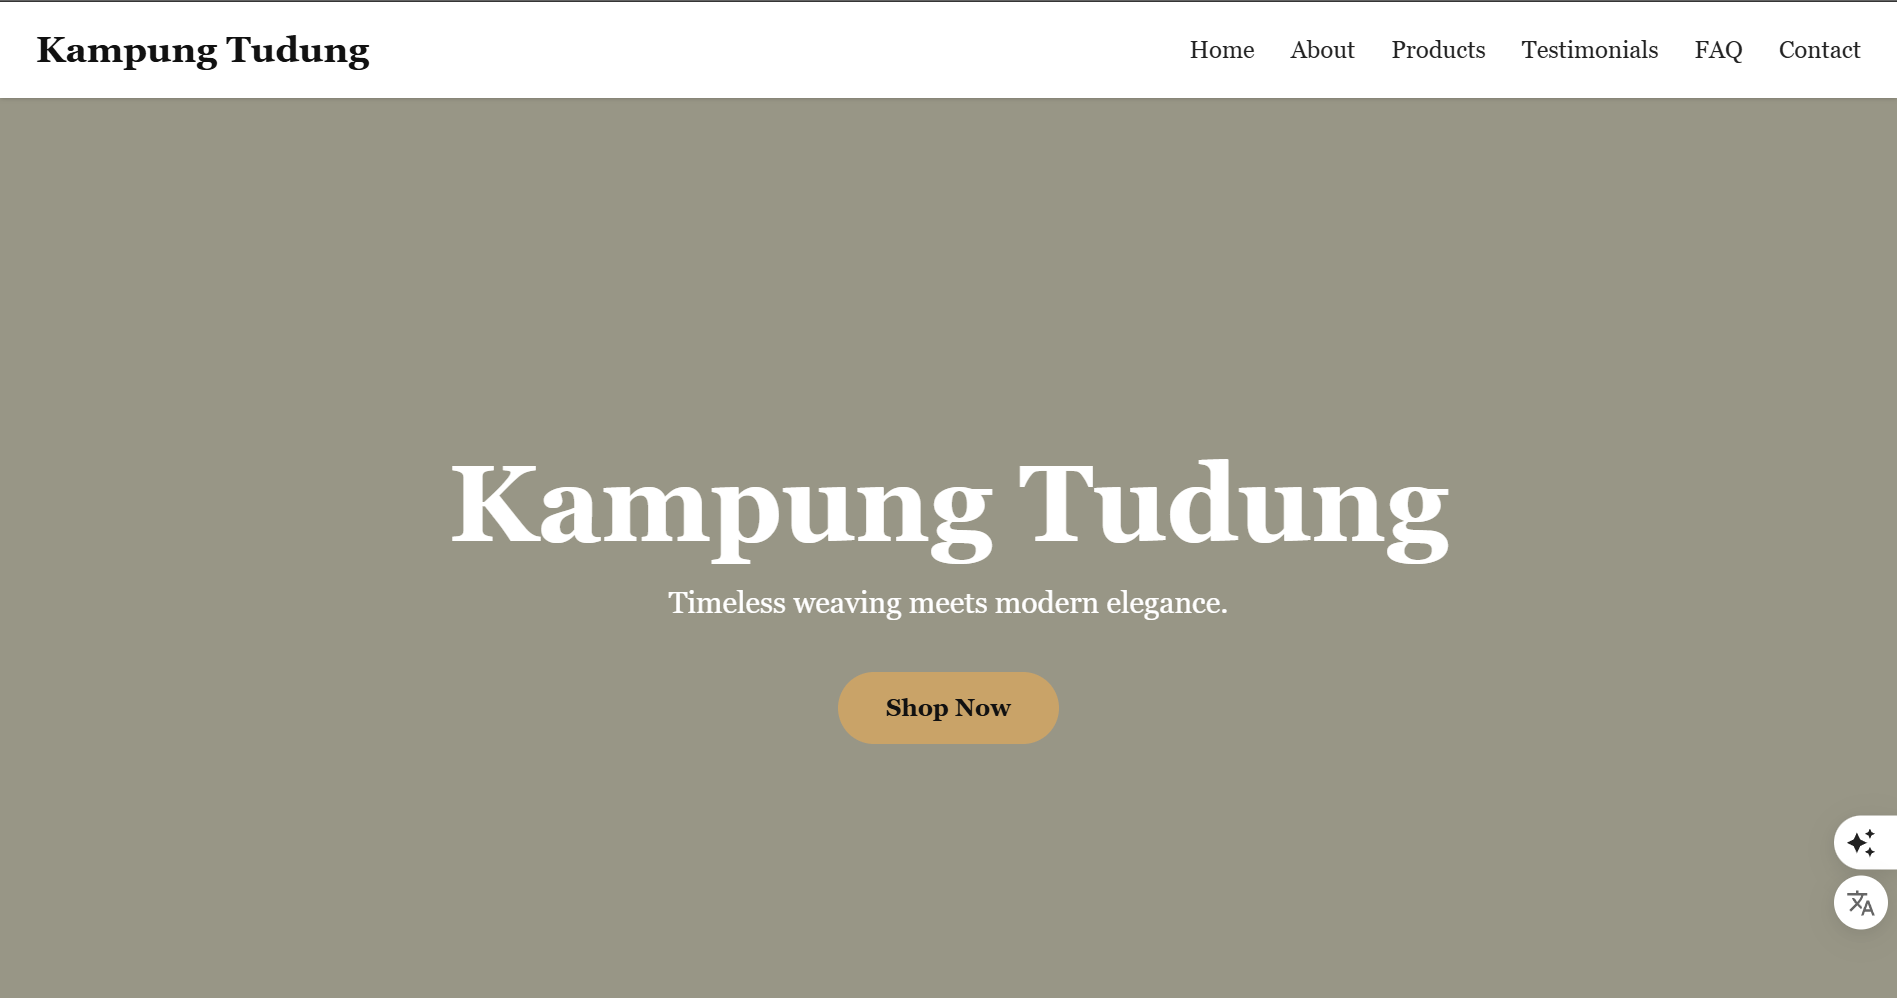 Kampung Tudung
Home About Products Testimonials FAQ Contact
Kampung Tudung
Timeless weaving meets modern elegance.
Shop Now